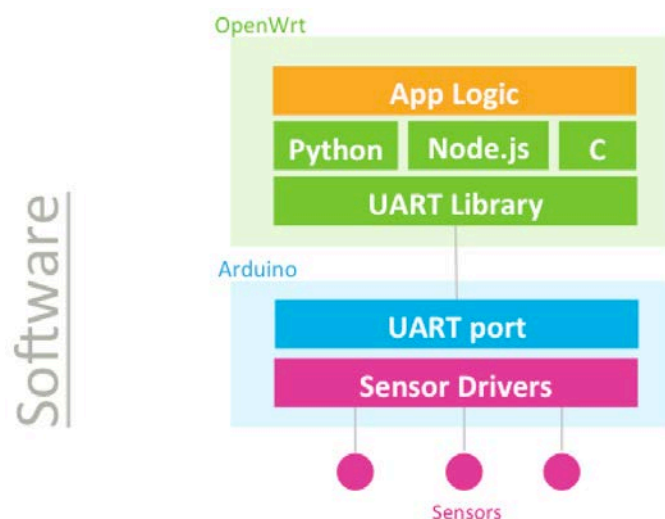 OpenWrt
App Logic
Python Node.js C
UART Library
Software
Arduino
UART port
Sensor Drivers
Sensors